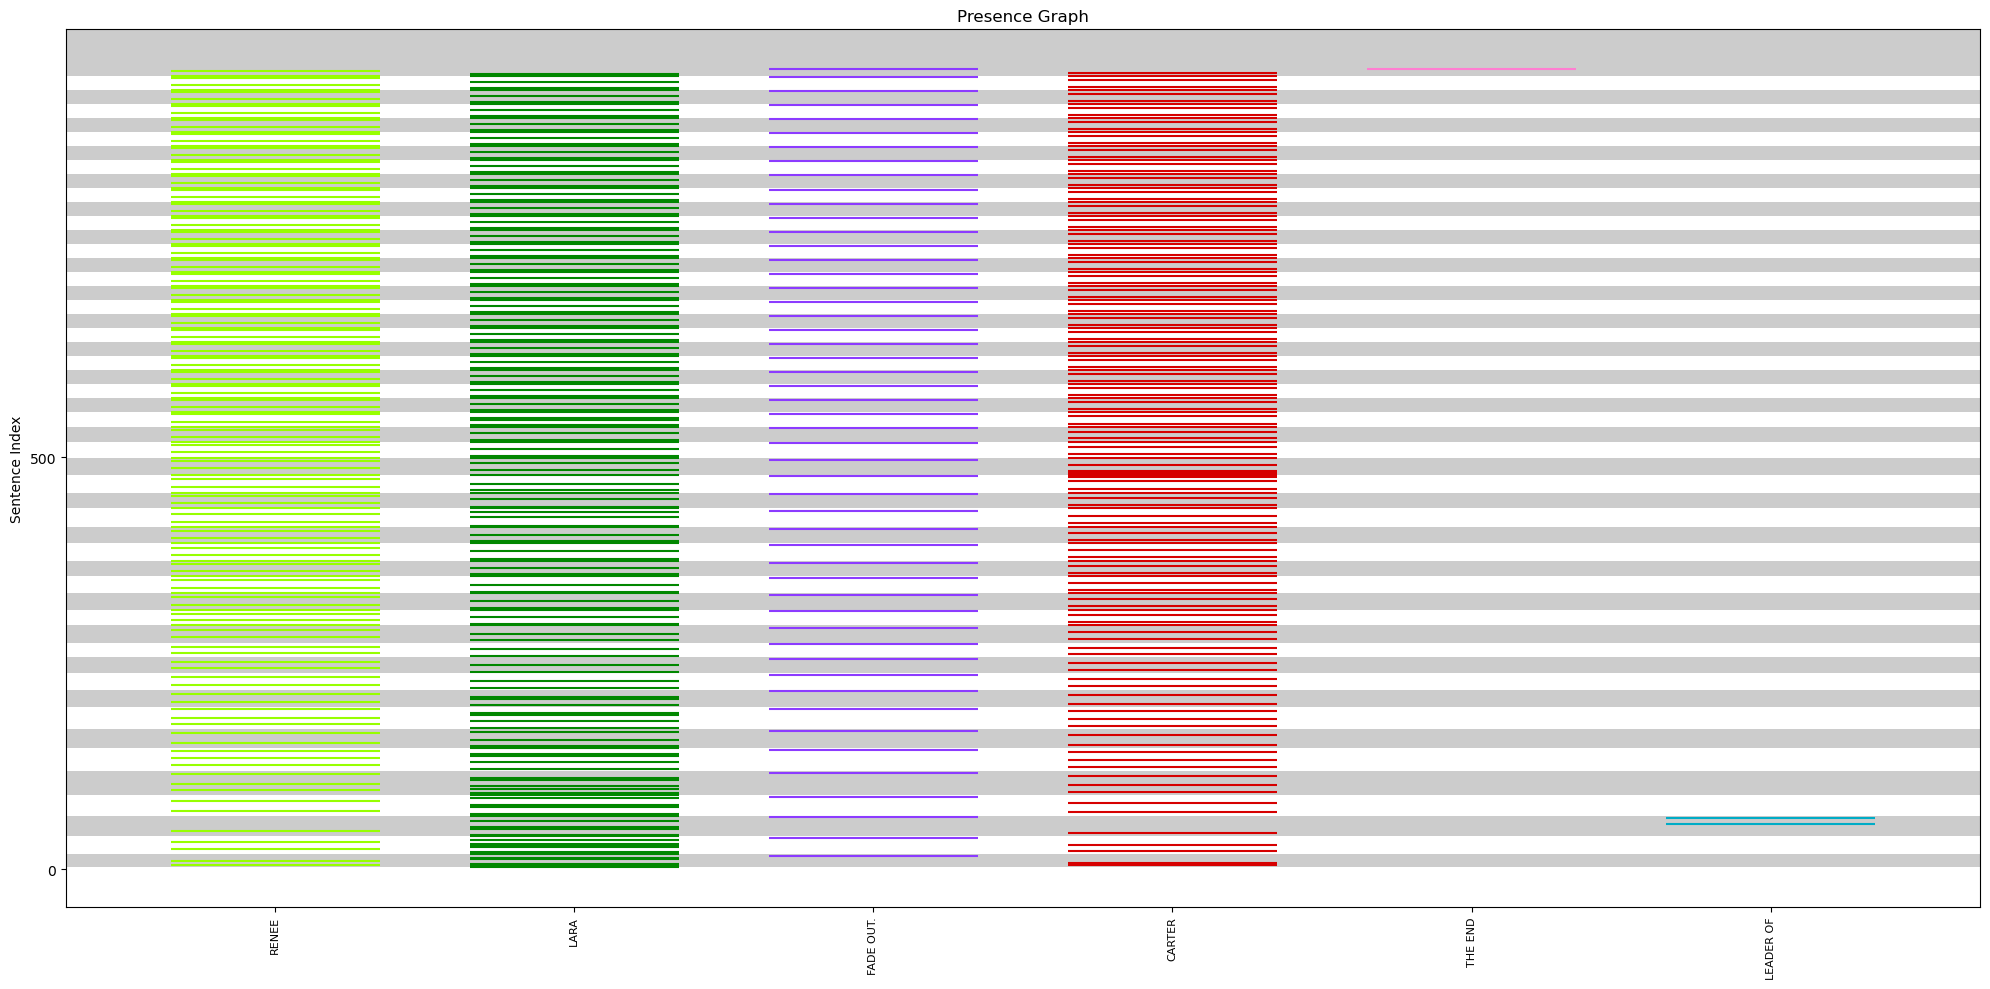 Presence Graph
Sentence Index
500
0
RENEE
LARA
FADE OUT.
CARTER
THE END
LEADER OF